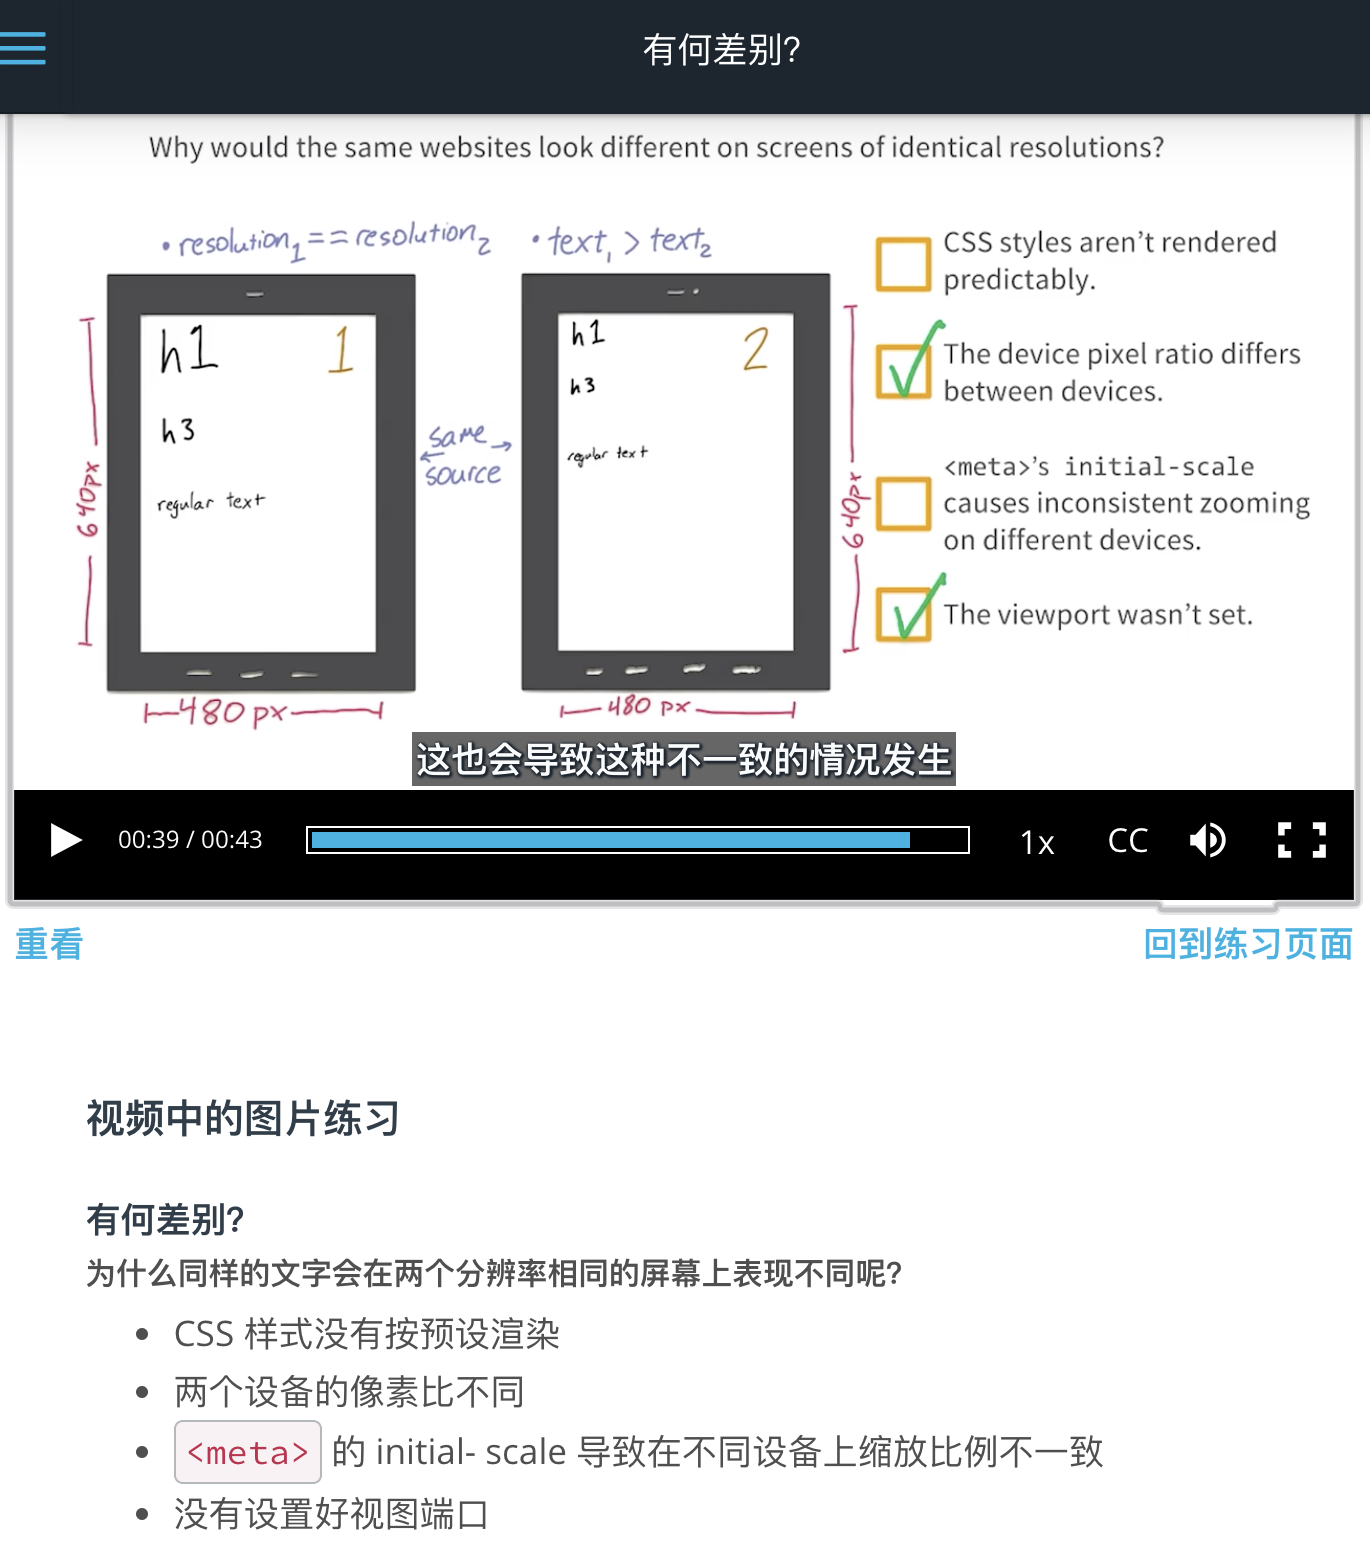 有何差别?
Why would the same websites look different on screens of identical resolutions?
• resolution1 == resolution2
• text1 > text2
h1
1
h3
regular text
640px
480 px
same
source
h1
2
h3
regular text
640px
480 px
CSS styles aren't rendered
predictably.
The device pixel ratio differs
between devices.
<meta>'s initial-scale
causes inconsistent zooming
on different devices.
The viewport wasn't set.
这也会导致这种不一致的情况发生
00:39 / 00:43
1x
CC
重看
回到练习页面
视频中的图片练习
有何差别?
为什么同样的文字会在两个分辨率相同的屏幕上表现不同呢?
• CSS 样式没有按预设渲染
• 两个设备的像素比不同
• <meta> 的 initial- scale 导致在不同设备上缩放比例不一致
• 没有设置好视图端口